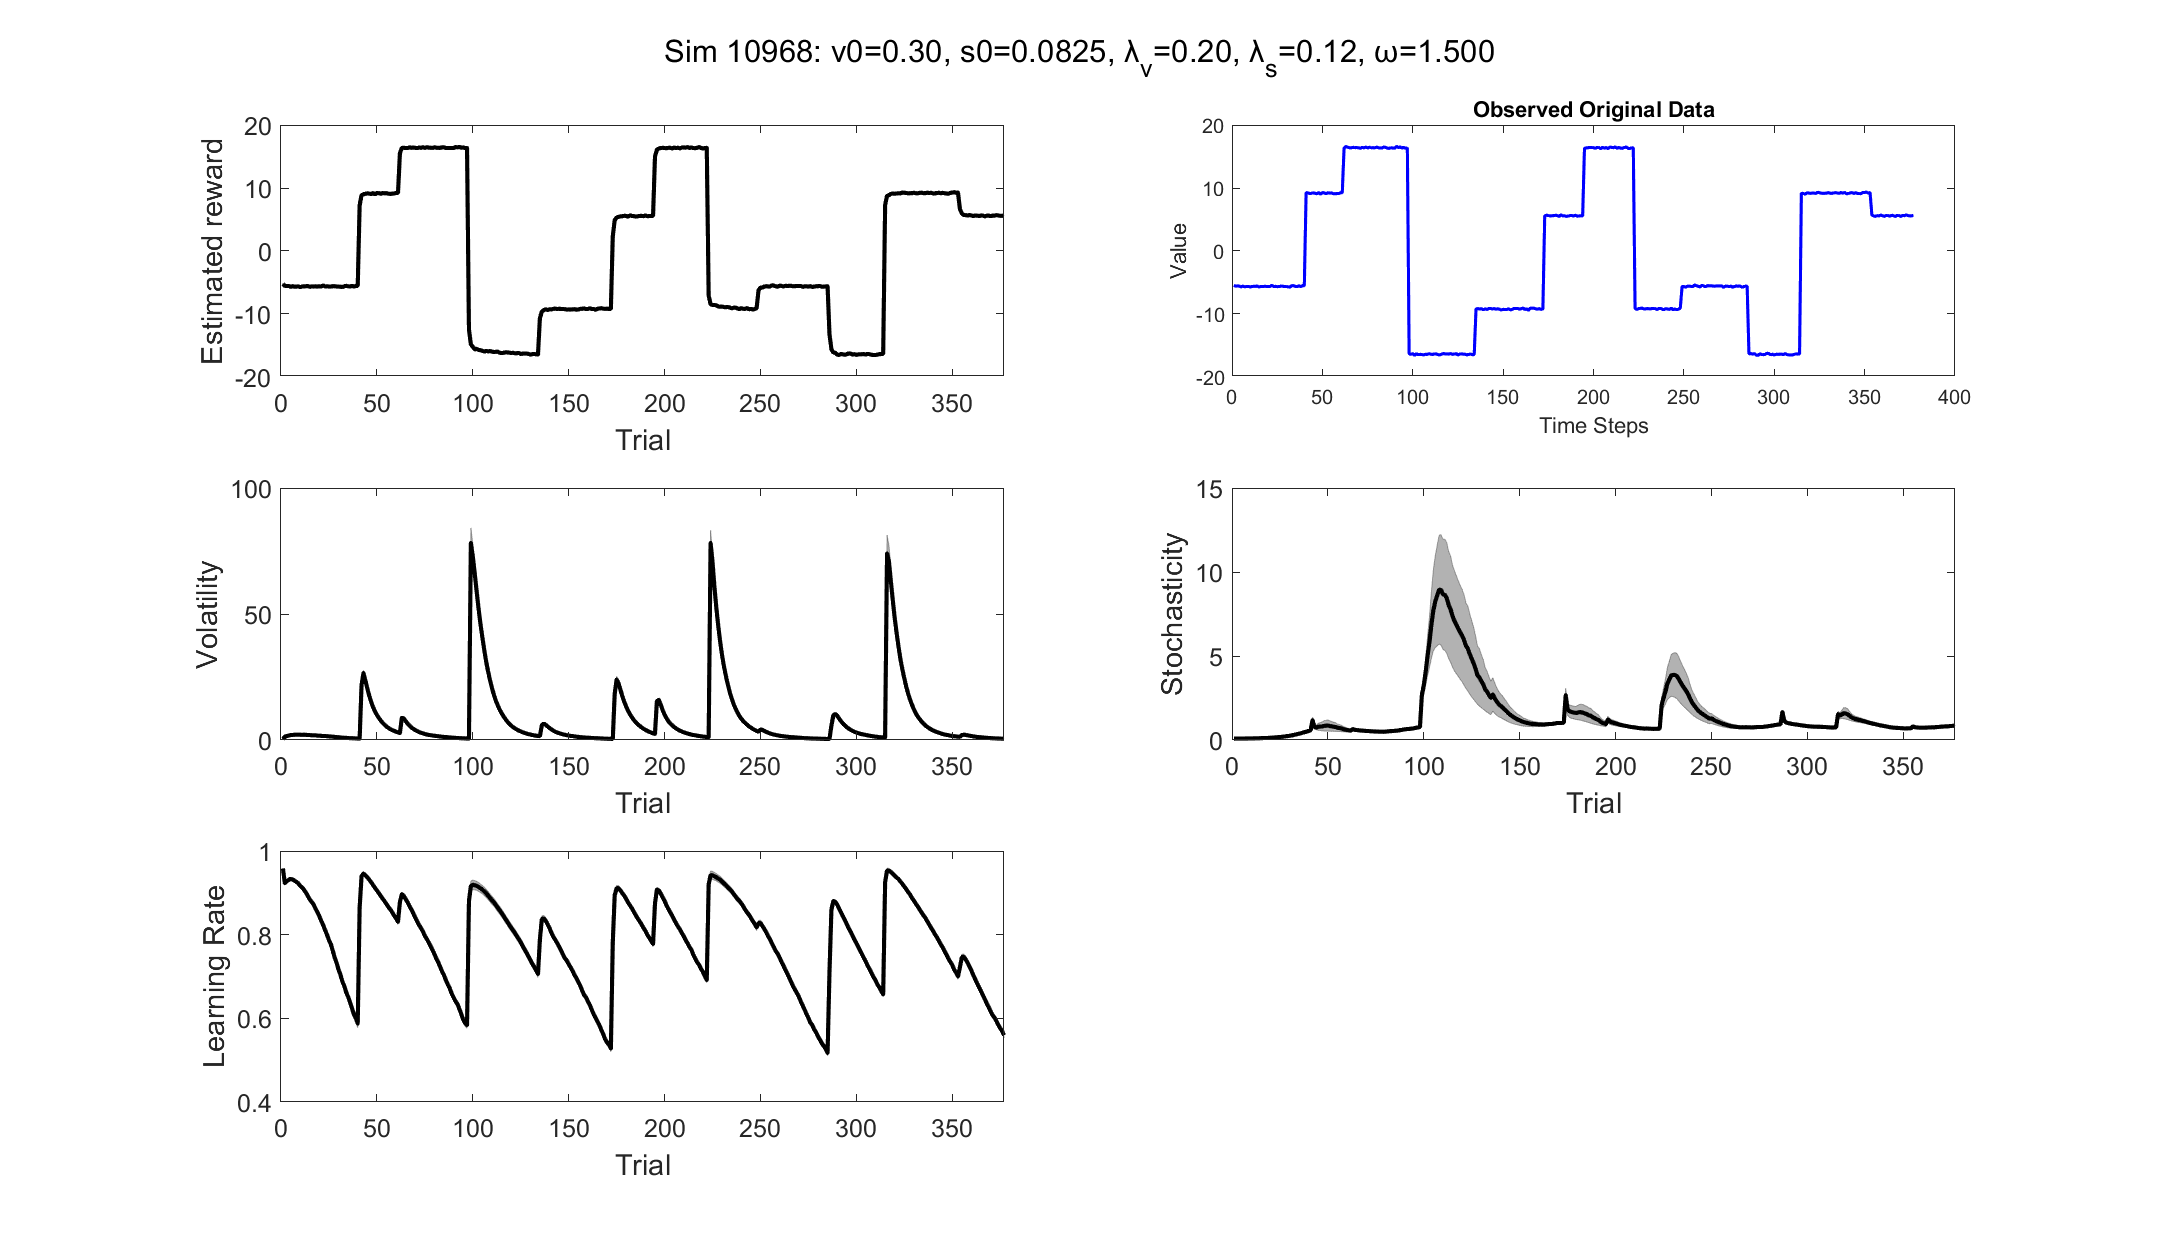 Sim 10968: v0=0.30, s0=0.0825, λ_v=0.20, λ_s=0.12, ω=1.500
Estimated reward
20
10
0
-10
-20
0 50 100 150 200 250 300 350
Trial
Observed Original Data
Value
20
10
0
-10
-20
0 50 100 150 200 250 300 350 400
Time Steps
Volatility
100
50
0
0 50 100 150 200 250 300 350
Trial
Stochasticity
15
10
5
0
0 50 100 150 200 250 300 350
Trial
Learning Rate
1
0.8
0.6
0.4
0 50 100 150 200 250 300 350
Trial